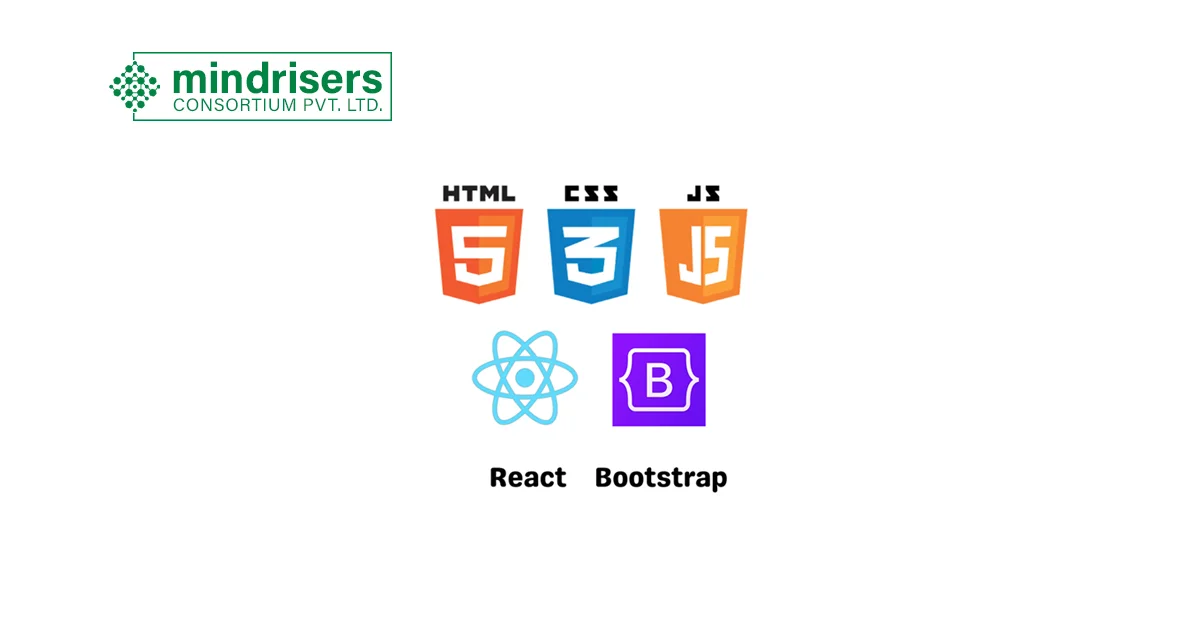 mindrisers
CONSORTIUM PVT. LTD.
HTML CSS JS
5 3 JS
B
React Bootstrap